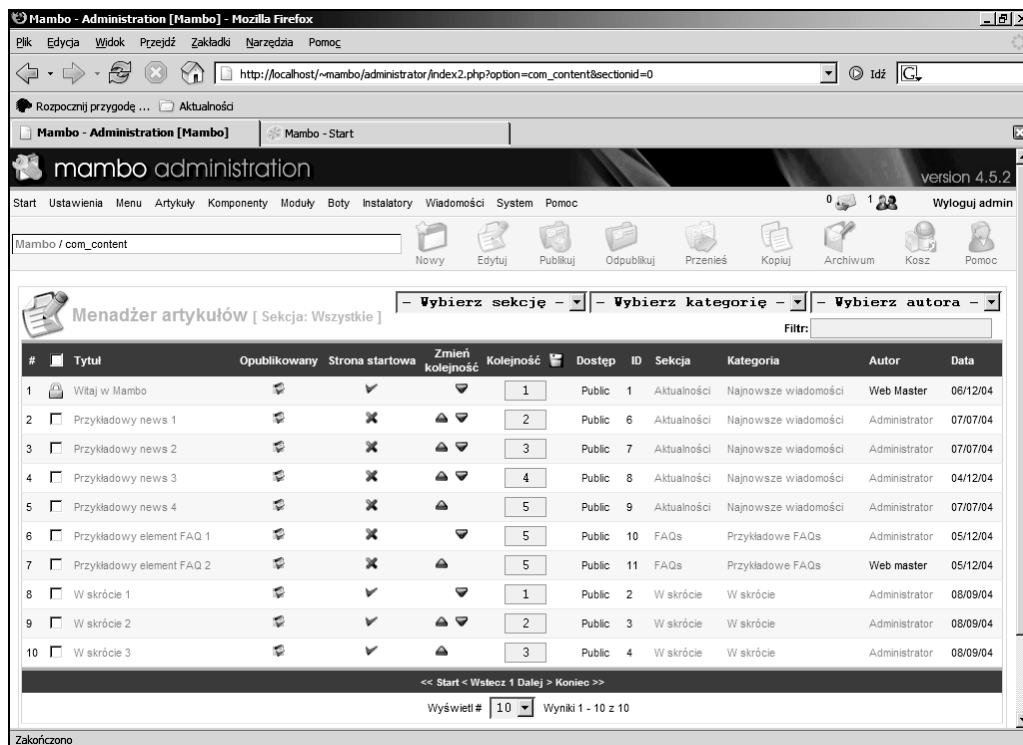 Mambo - Administration [Mambo] - Mozilla Firefox
Plik Edycja Widok Przejdź Zakładki Narzędzia Pomoc
http://localhost/~mambo/administrator/index2.php?option=com_content&sectionid=0 Idź
Rozpocznij przygodę ... Aktualności
Mambo - Administration [Mambo] Mambo - Start
mambo administration
version 4.5.2
Start Ustawienia Menu Artykuły Komponenty Moduły Boty Instalatory Wiadomości System Pomoc 0 1 Wyloguj admin
Mambo / com_content
Nowy Edytuj Publikuj Odpublikuj Przenieś Kopiuj Archiwum Kosz Pomoc
Menadżer artykułów [ Sekcja: Wszystkie ]
- Wybierz sekcję - - Wybierz kategorię - - Wybierz autora -
Filtr:
# Tytuł Opublikowany Strona startowa Zmień kolejność Kolejność Dostęp ID Sekcja Kategoria Autor Data
1 Witaj w Mambo 1 Public 1 Aktualności Najnowsze wiadomości Web Master 06/12/04
2 Przykładowy news 1 2 Public 6 Aktualności Najnowsze wiadomości Administrator 07/07/04
3 Przykładowy news 2 3 Public 7 Aktualności Najnowsze wiadomości Administrator 07/07/04
4 Przykładowy news 3 4 Public 8 Aktualności Najnowsze wiadomości Administrator 04/12/04
5 Przykładowy news 4 5 Public 9 Aktualności Najnowsze wiadomości Administrator 07/07/04
6 Przykładowy element FAQ 1 5 Public 10 FAQs Przykładowe FAQs Administrator 05/12/04
7 Przykładowy element FAQ 2 5 Public 11 FAQs Przykładowe FAQs Web master 05/12/04
8 W skrócie 1 1 Public 2 W skrócie W skrócie Administrator 08/09/04
9 W skrócie 2 2 Public 3 W skrócie W skrócie Administrator 08/09/04
10 W skrócie 3 3 Public 4 W skrócie W skrócie Administrator 08/09/04
<< Start < Wstecz 1 Dalej > Koniec >>
Wyświetl # 10 Wyniki 1 - 10 z 10
Zakończono